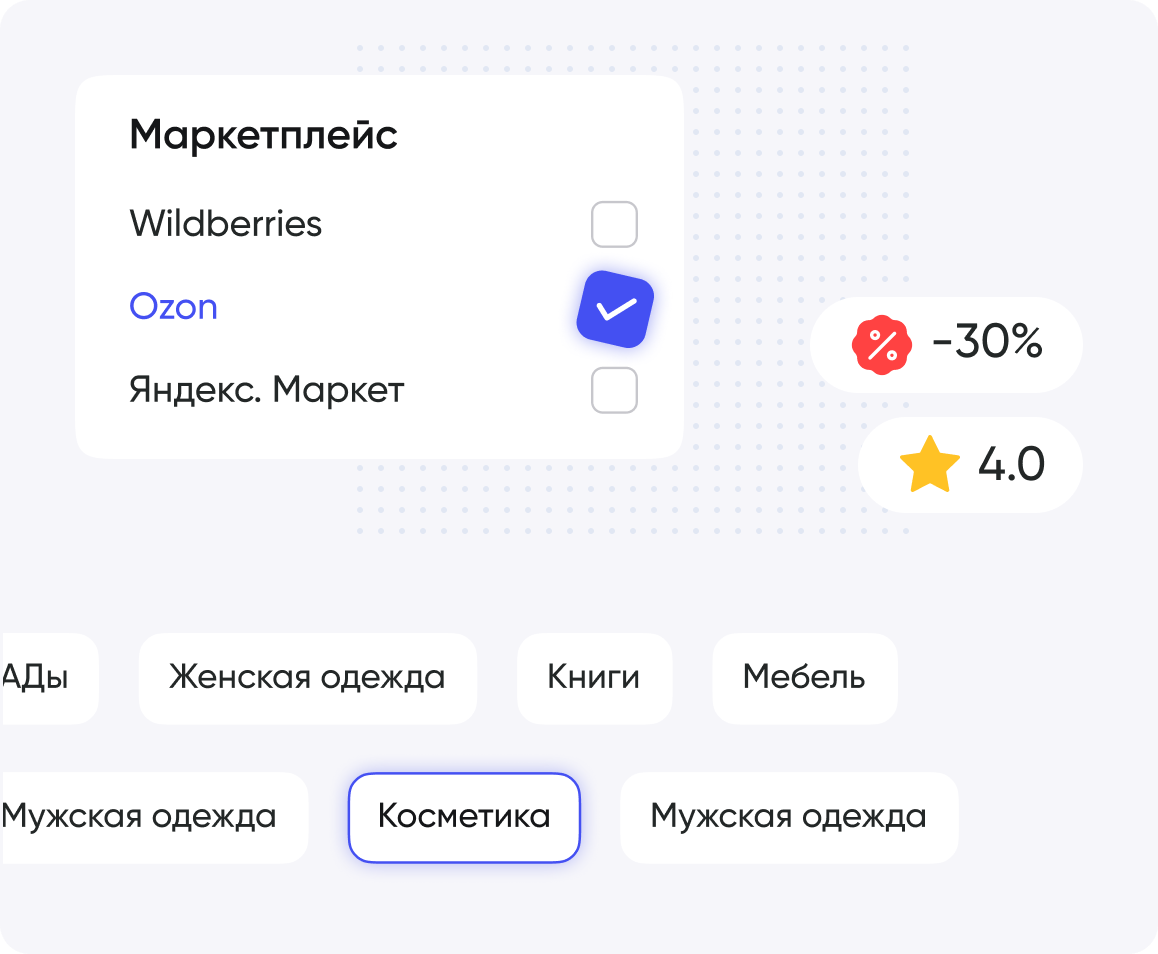 Маркетплейс
Wildberries
Ozon
Яндекс. Маркет
-30%
4.0
АДы
Женская одежда
Книги
Мебель
Мужская одежда
Косметика
Мужская одежда